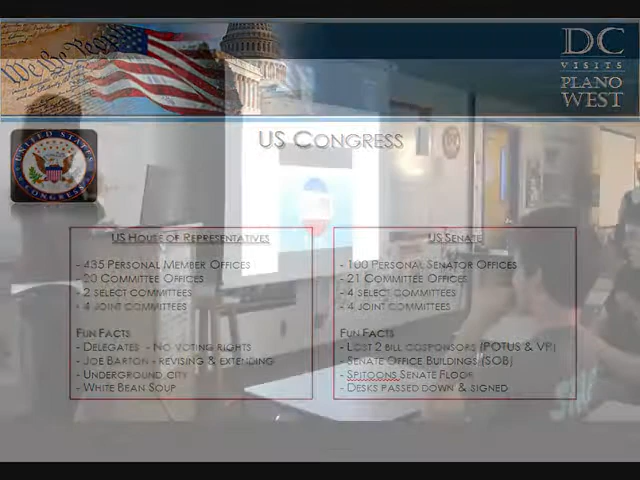 We the People
DC
VISITS
PLANO
WEST
US CONGRESS
UNITED STATES
CONGRESS
US HOUSE OF REPRESENTATIVES
- 435 PERSONAL MEMBER OFFICES
- 20 COMMITTEE OFFICES
- 2 SELECT COMMITTEES
- 4 JOINT COMMITTEES
FUN FACTS
- DELEGATES - NO VOTING RIGHTS
- JOE BARTON - REVISING & EXTENDING
- UNDERGROUND CITY
- WHITE BEAN SOUP
US SENATE
- 100 PERSONAL SENATOR OFFICES
- 21 COMMITTEE OFFICES
- 4 SELECT COMMITTEES
- 4 JOINT COMMITTEES
FUN FACTS
- LOST 2 BILL COSPONSORS (POTUS & VP)
- SENATE OFFICE BUILDINGS (SOB)
- SPITOONS SENATE FLOOR
- DESKS PASSED DOWN & SIGNED